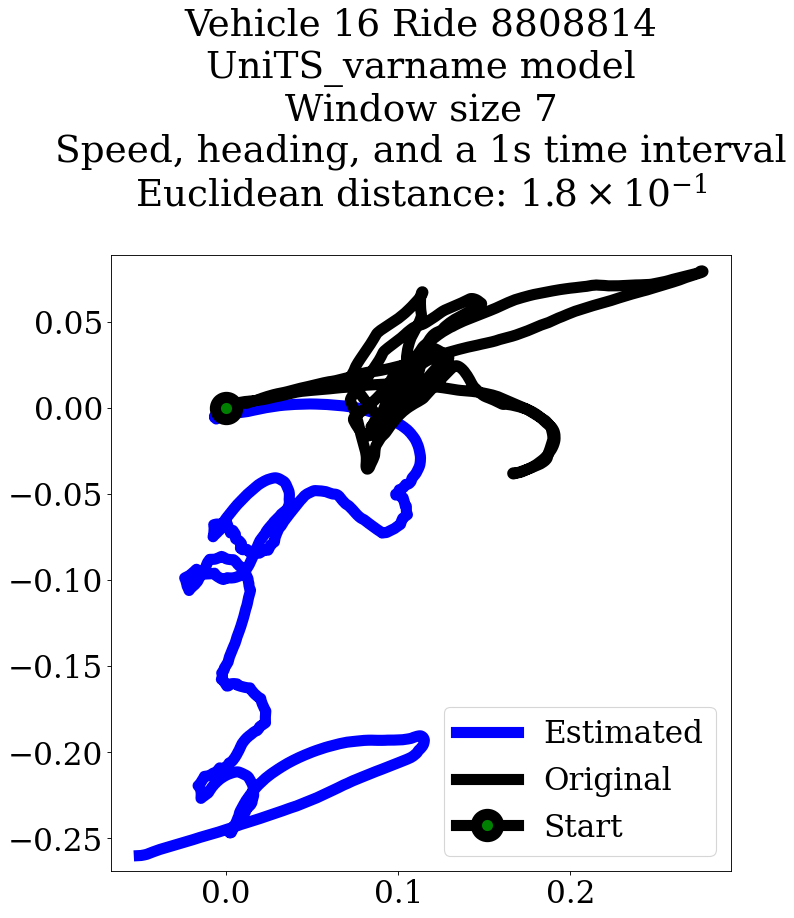 Vehicle 16 Ride 8808814
UniTS_varname model
Window size 7
Speed, heading, and a 1s time interval
Euclidean distance: 1.8 × 10⁻¹
0.05
0.00
−0.05
−0.10
−0.15
−0.20
−0.25
0.0
0.1
0.2
Estimated
Original
Start